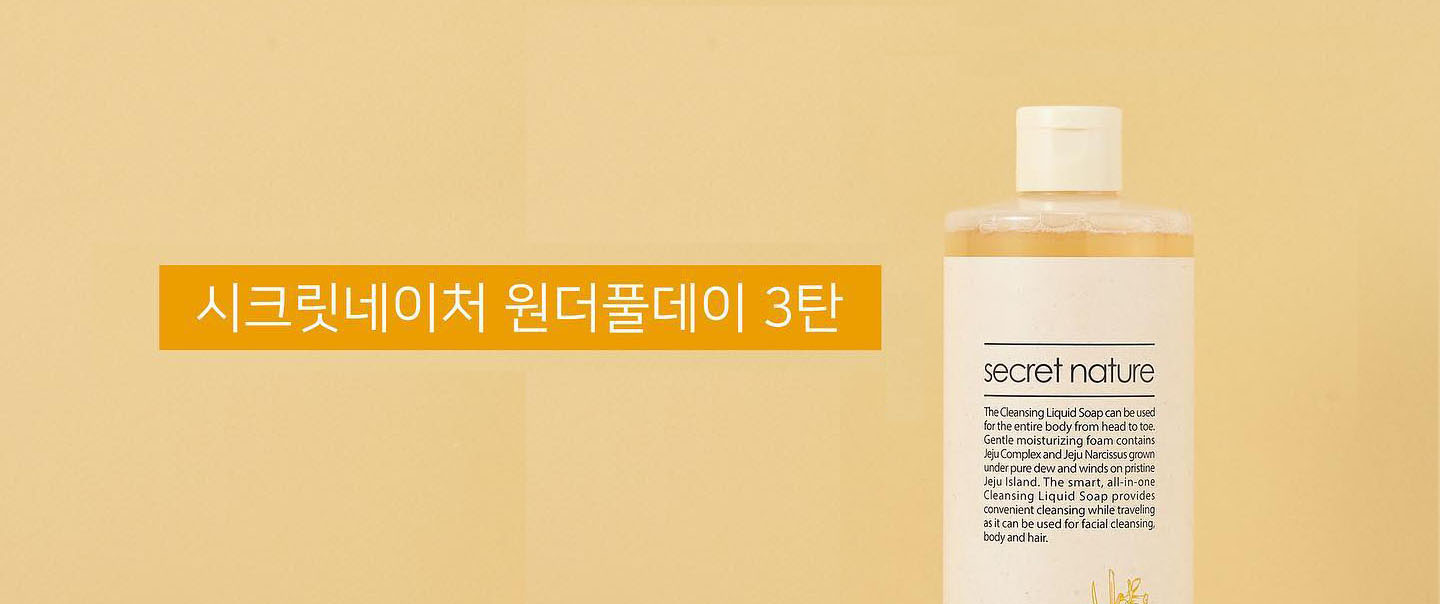 시크릿네이처 원더풀데이 3탄
secret nature
The Cleansing Liquid Soap can be used
for the entire body from head to toe.
Gentle moisturizing foam contains
Jeju Complex and Jeju Narcissus grown
under pure dew and winds on pristine
Jeju Island. The smart, all-in-one
Cleansing Liquid Soap provides
convenient cleansing while traveling
as it can be used for facial cleansing,
body and hair.